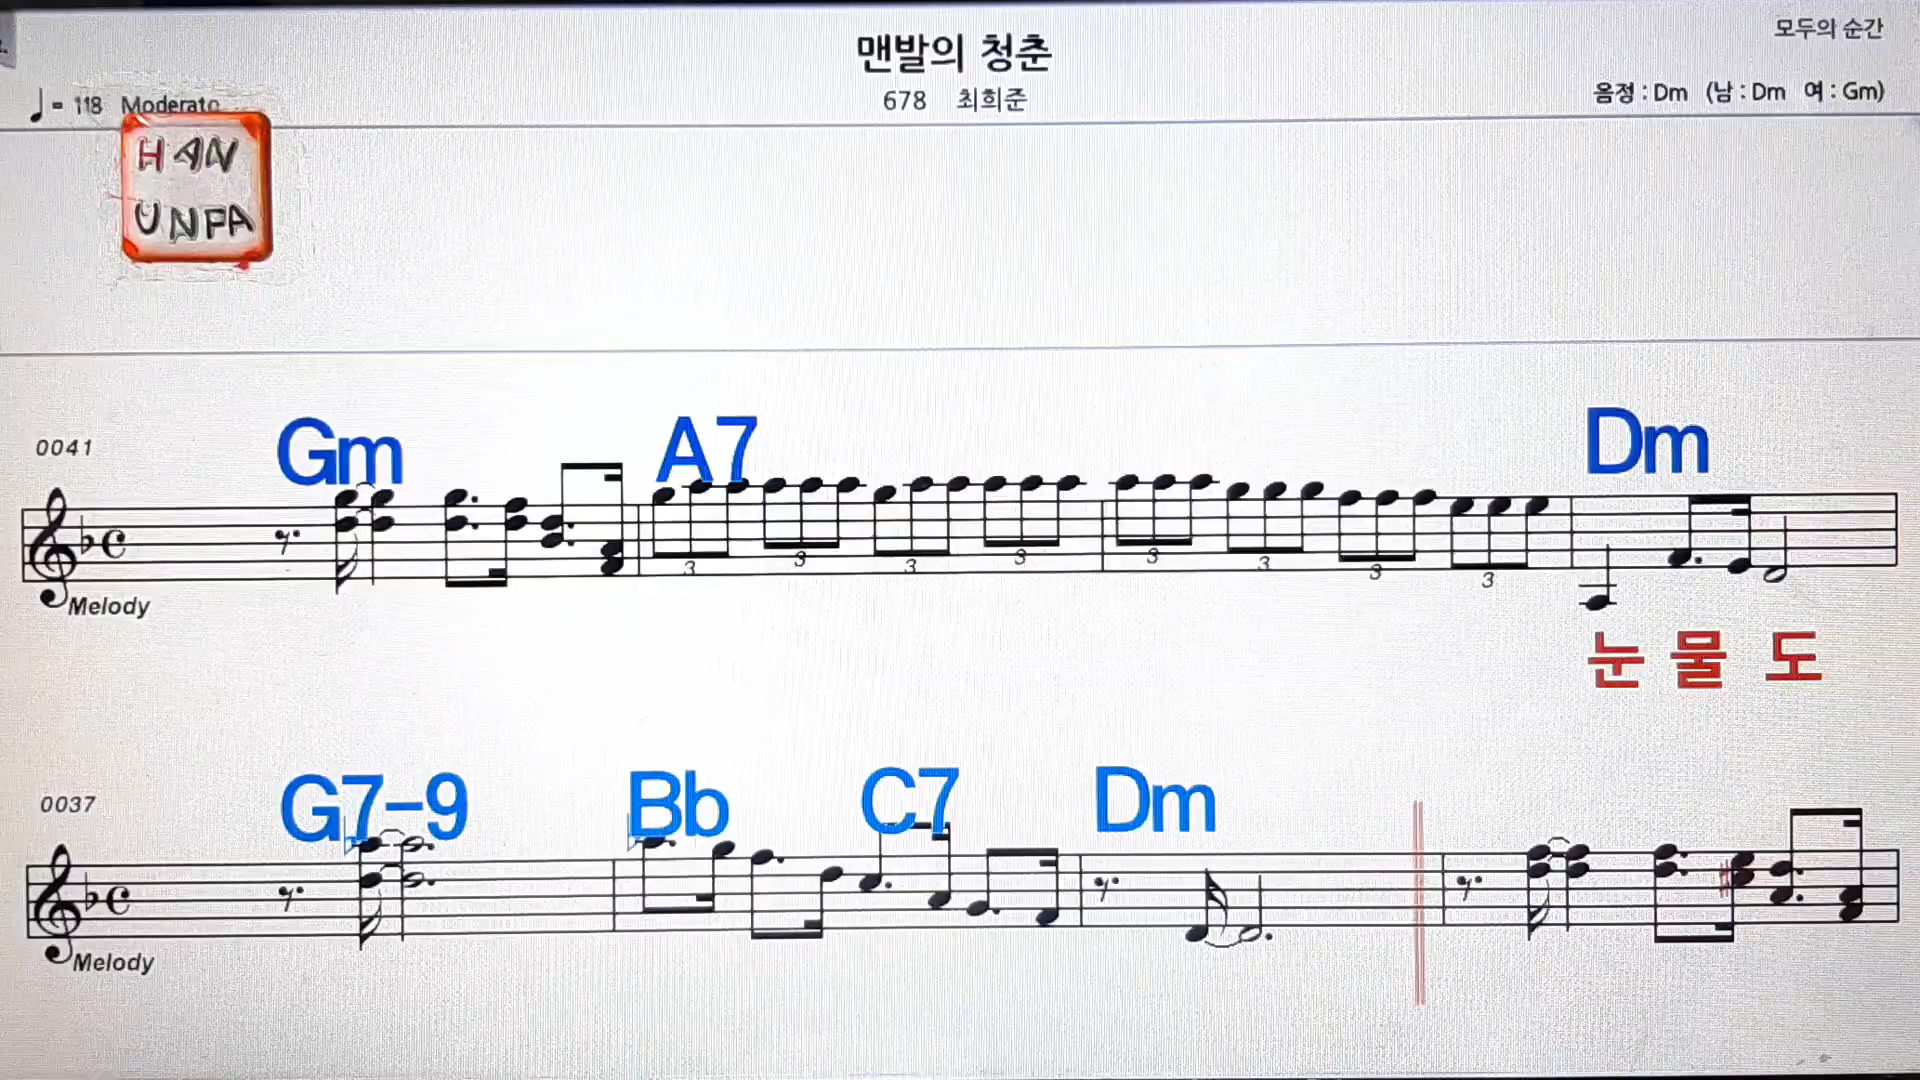 맨발의 청춘
모두의 순간
♩= 118 Moderato
678 최희준
음정 : Dm (남 : Dm 여 : Gm)
HAN
UNFA
0041 Gm A7 Dm
3 3 3 3 3 3 3 3
Melody
눈 물 도
0037 G7-9 Bb C7 Dm
Melody